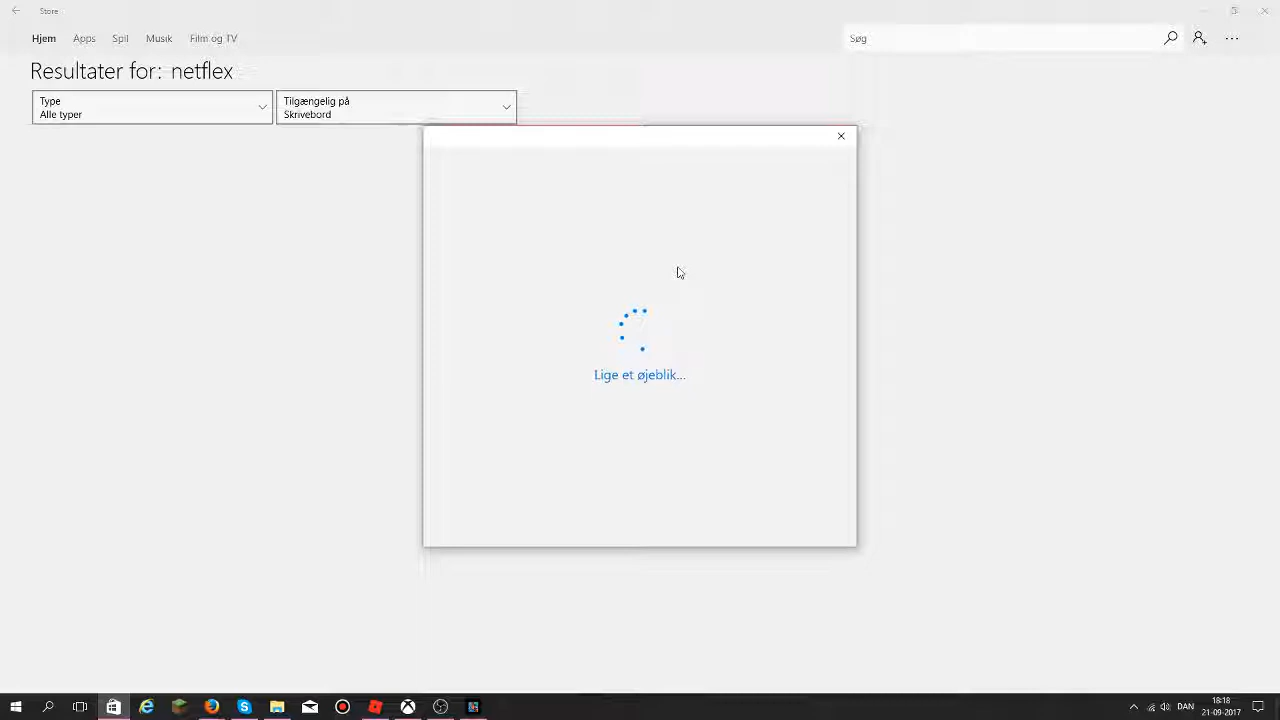 Store
Hjem Apps Spil Musik Film og TV
Søg
Resultater for: netflex
Type
Alle typer
Tilgængelig på
Skrivebord
Lige et øjeblik...
DAN
18:18
21-09-2017